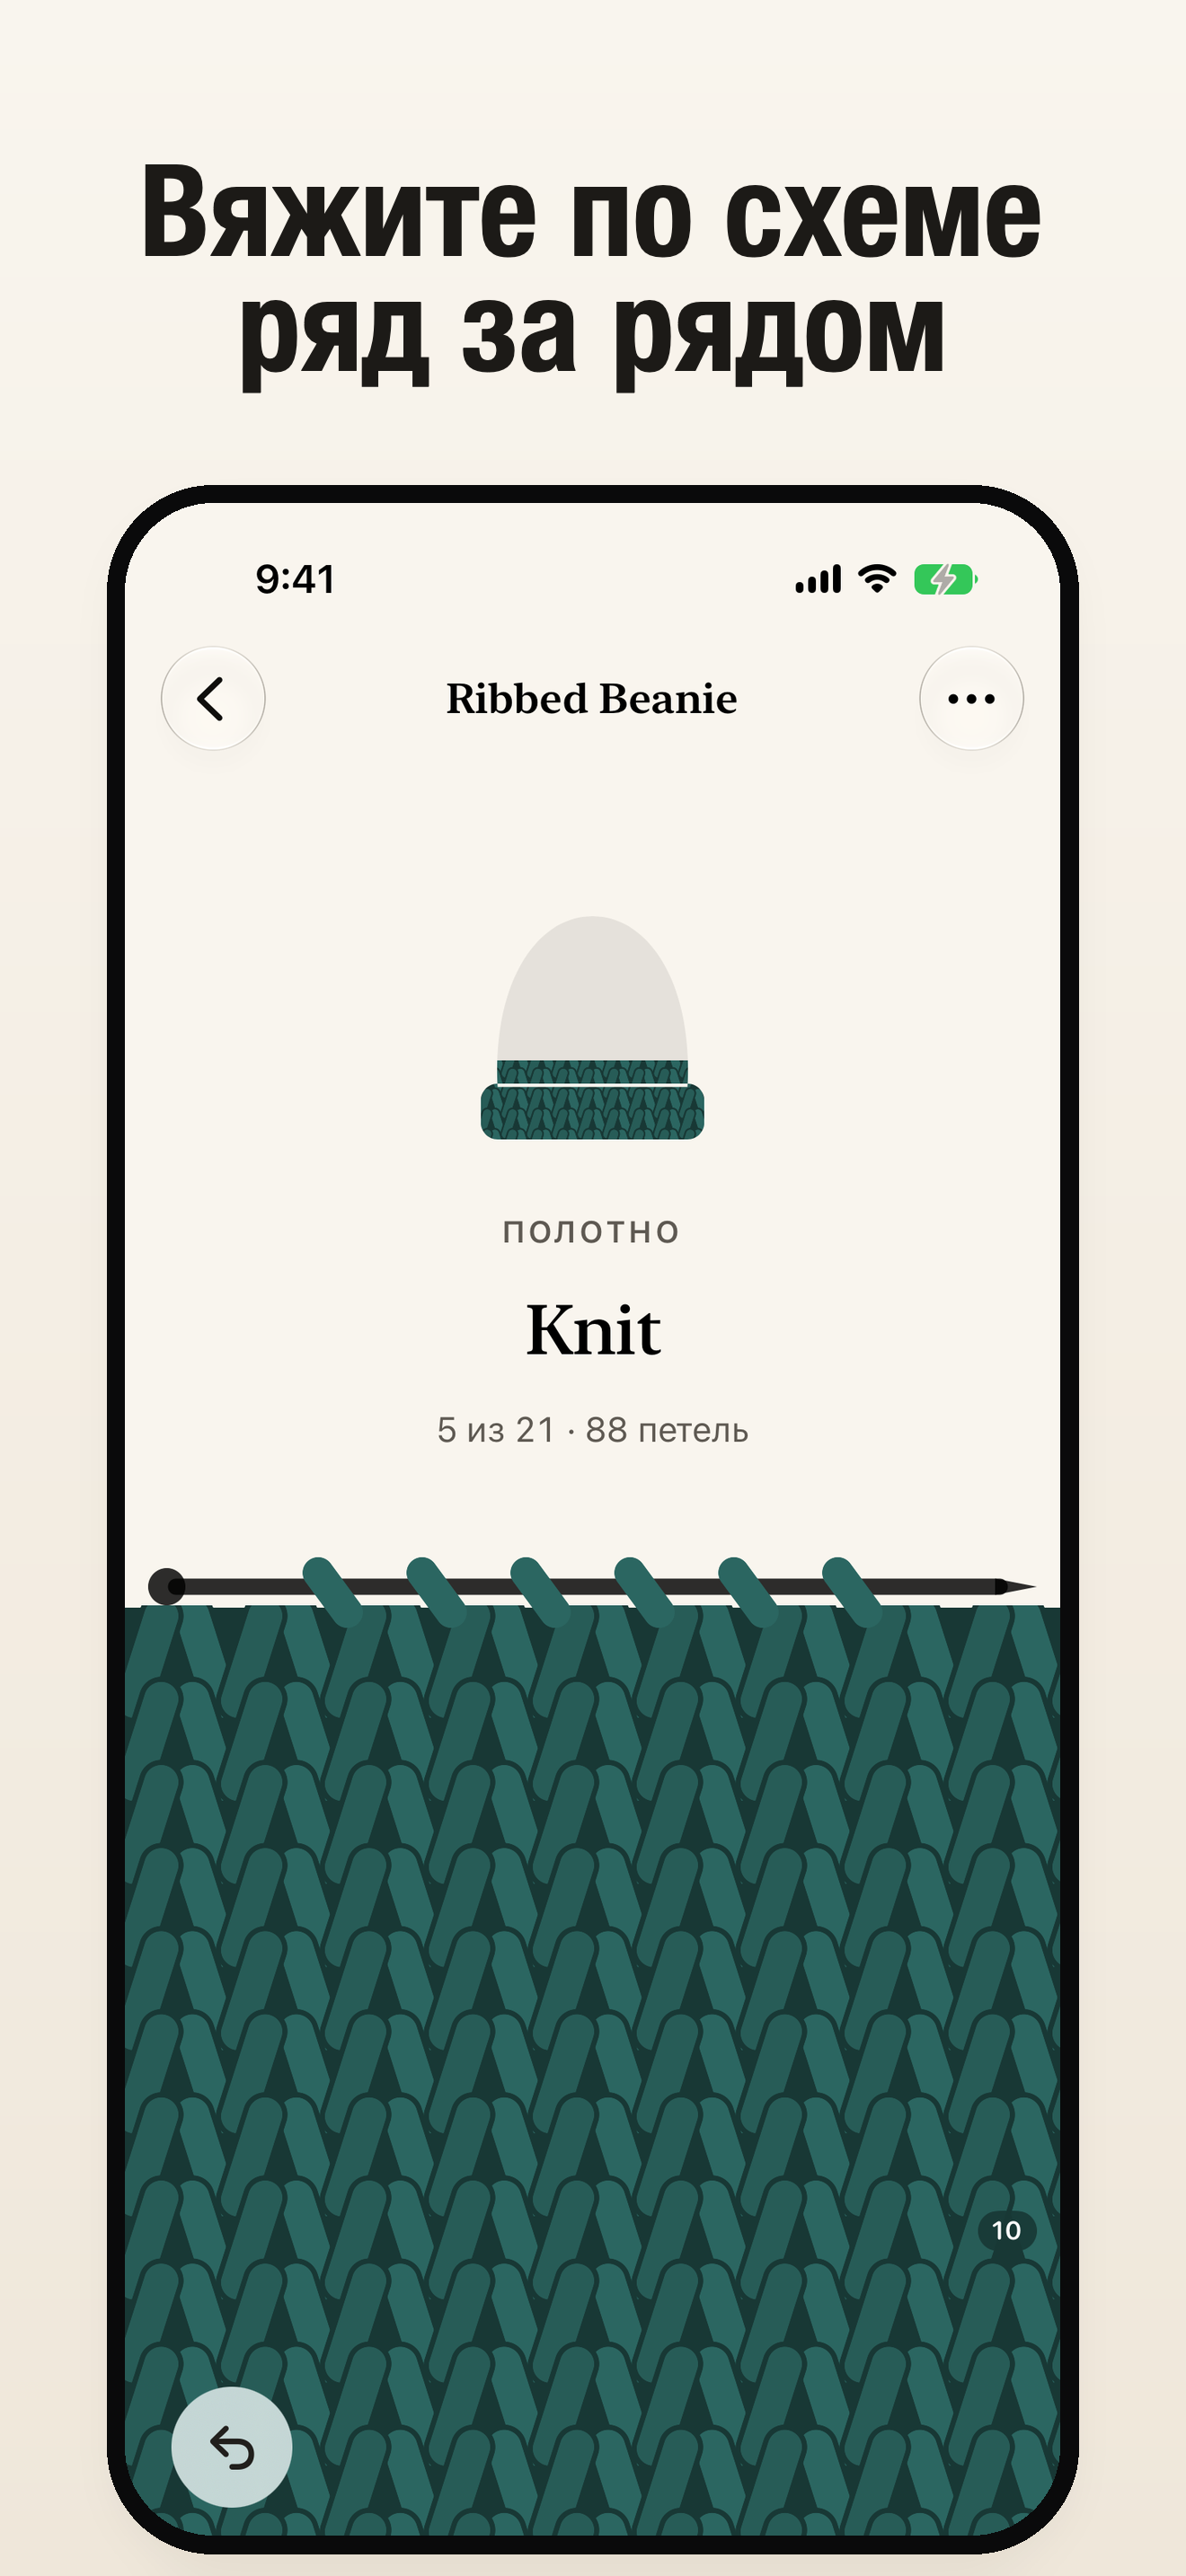 Вяжите по схеме
ряд за рядом
9:41
Ribbed Beanie
ПОЛОТНО
Knit
5 из 21 · 88 петель
10